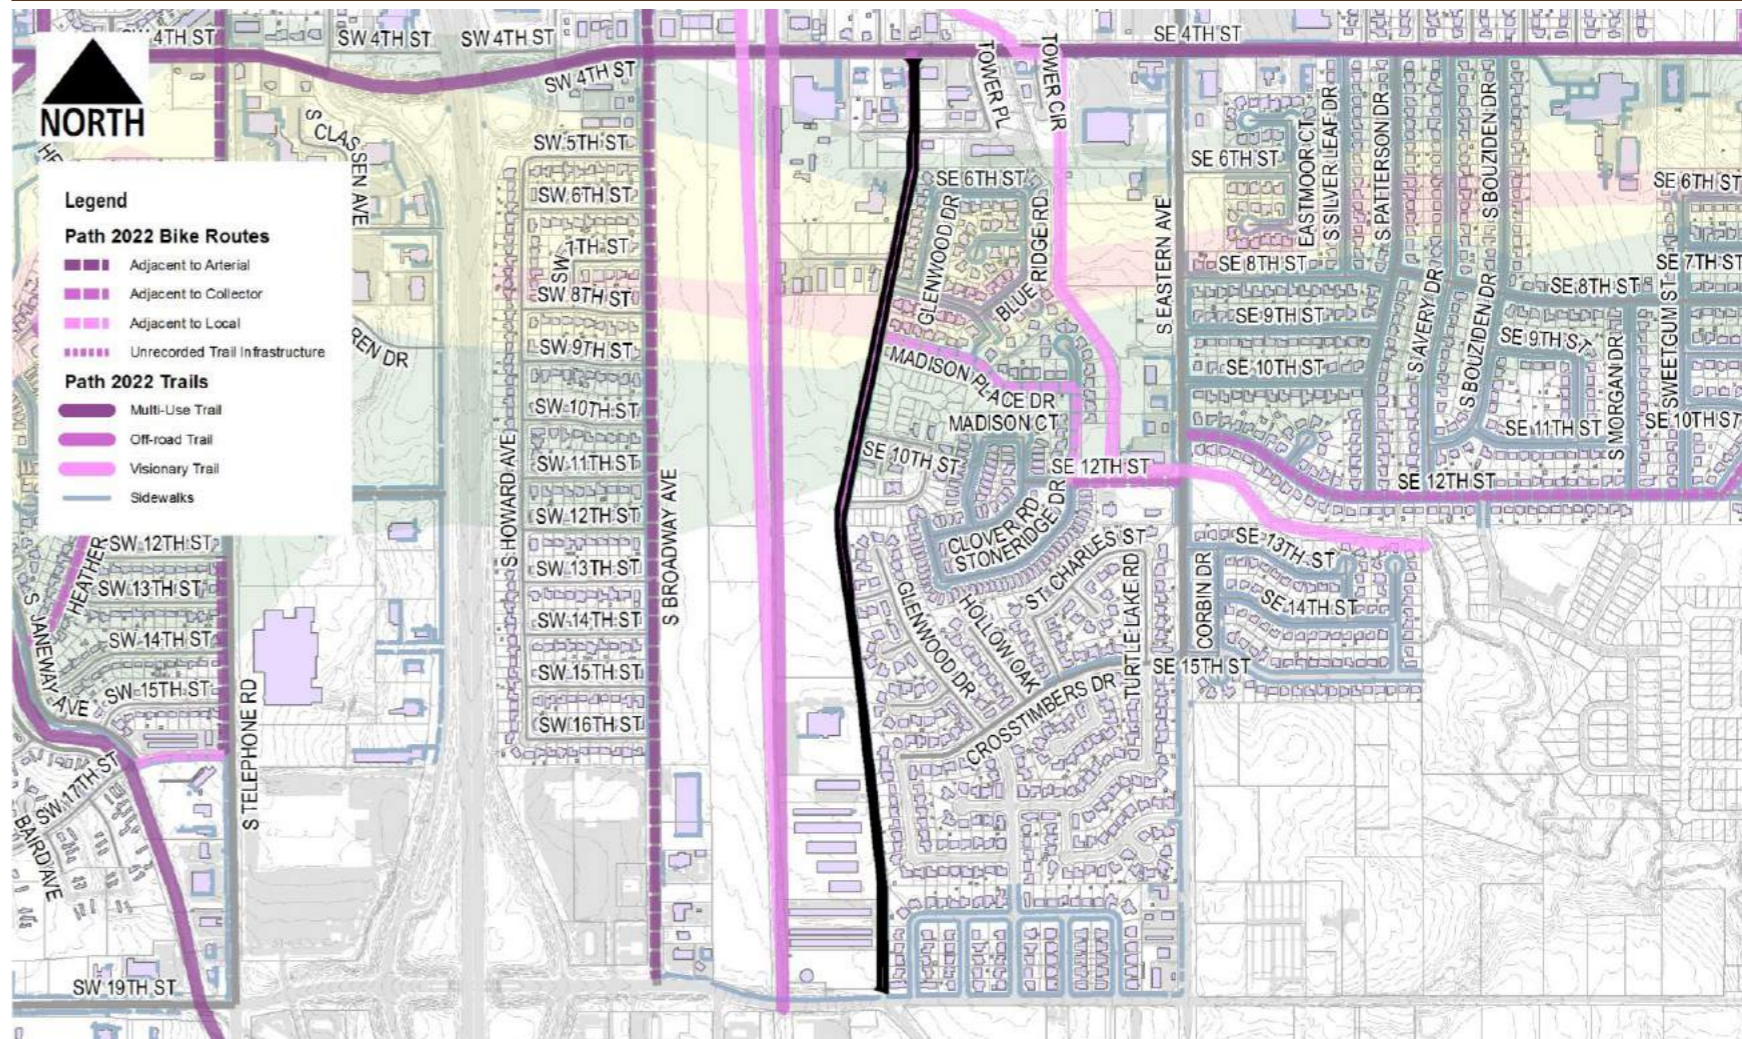 4TH ST
SW 4TH ST
SW 4TH ST
SE 4TH ST
SW 4TH ST
TOWER PL
TOWER CIR
NORTH
S CLASSEN AVE
SW 5TH ST
SW 6TH ST
SW 8TH ST
SW 9TH ST
SW 10TH ST
SW 11TH ST
SW 12TH ST
SW 13TH ST
SW 14TH ST
SW 15TH ST
SW 16TH ST
S HOWARD AVE
S BROADWAY AVE
Legend
Path 2022 Bike Routes
Adjacent to Arterial
Adjacent to Collector
Adjacent to Local
Unrecorded Trail Infrastructure
Path 2022 Trails
Multi-Use Trail
Off-road Trail
Visionary Trail
Sidewalks
REN DR
SW 12TH ST
HEATHER
SW 13TH ST
SW 14TH ST
SW 15TH ST
S JANEWAY AVE
SW 17TH ST
BAIRD AVE
S TELEPHONE RD
SW 19TH ST
SE 6TH ST
GLENWOOD DR
BLUE RIDGE RD
MADISON PLACE DR
MADISON CT
SE 10TH ST
SE 12TH ST
CLOVER RD
STONERIDGE DR
ST CHARLES ST
GLENWOOD DR
HOLLOW OAK
TURTLE LAKE RD
CROSSTIMBERS DR
S EASTERN AVE
SE 6TH ST
EASTMOOR CT
S SILVER LEAF DR
S PATTERSON DR
S BOUZIDEN DR
SE 6TH ST
SE 7TH ST
SE 8TH ST
SE 8TH ST
SE 9TH ST
SE 9TH ST
SE 10TH ST
SE 10TH ST
S AVERY DR
S BOUZIDEN DR
SE 11TH ST
S MORGAN DR
SWEETGUM ST
SE 12TH ST
SE 13TH ST
SE 14TH ST
CORBIN DR
SE 15TH ST